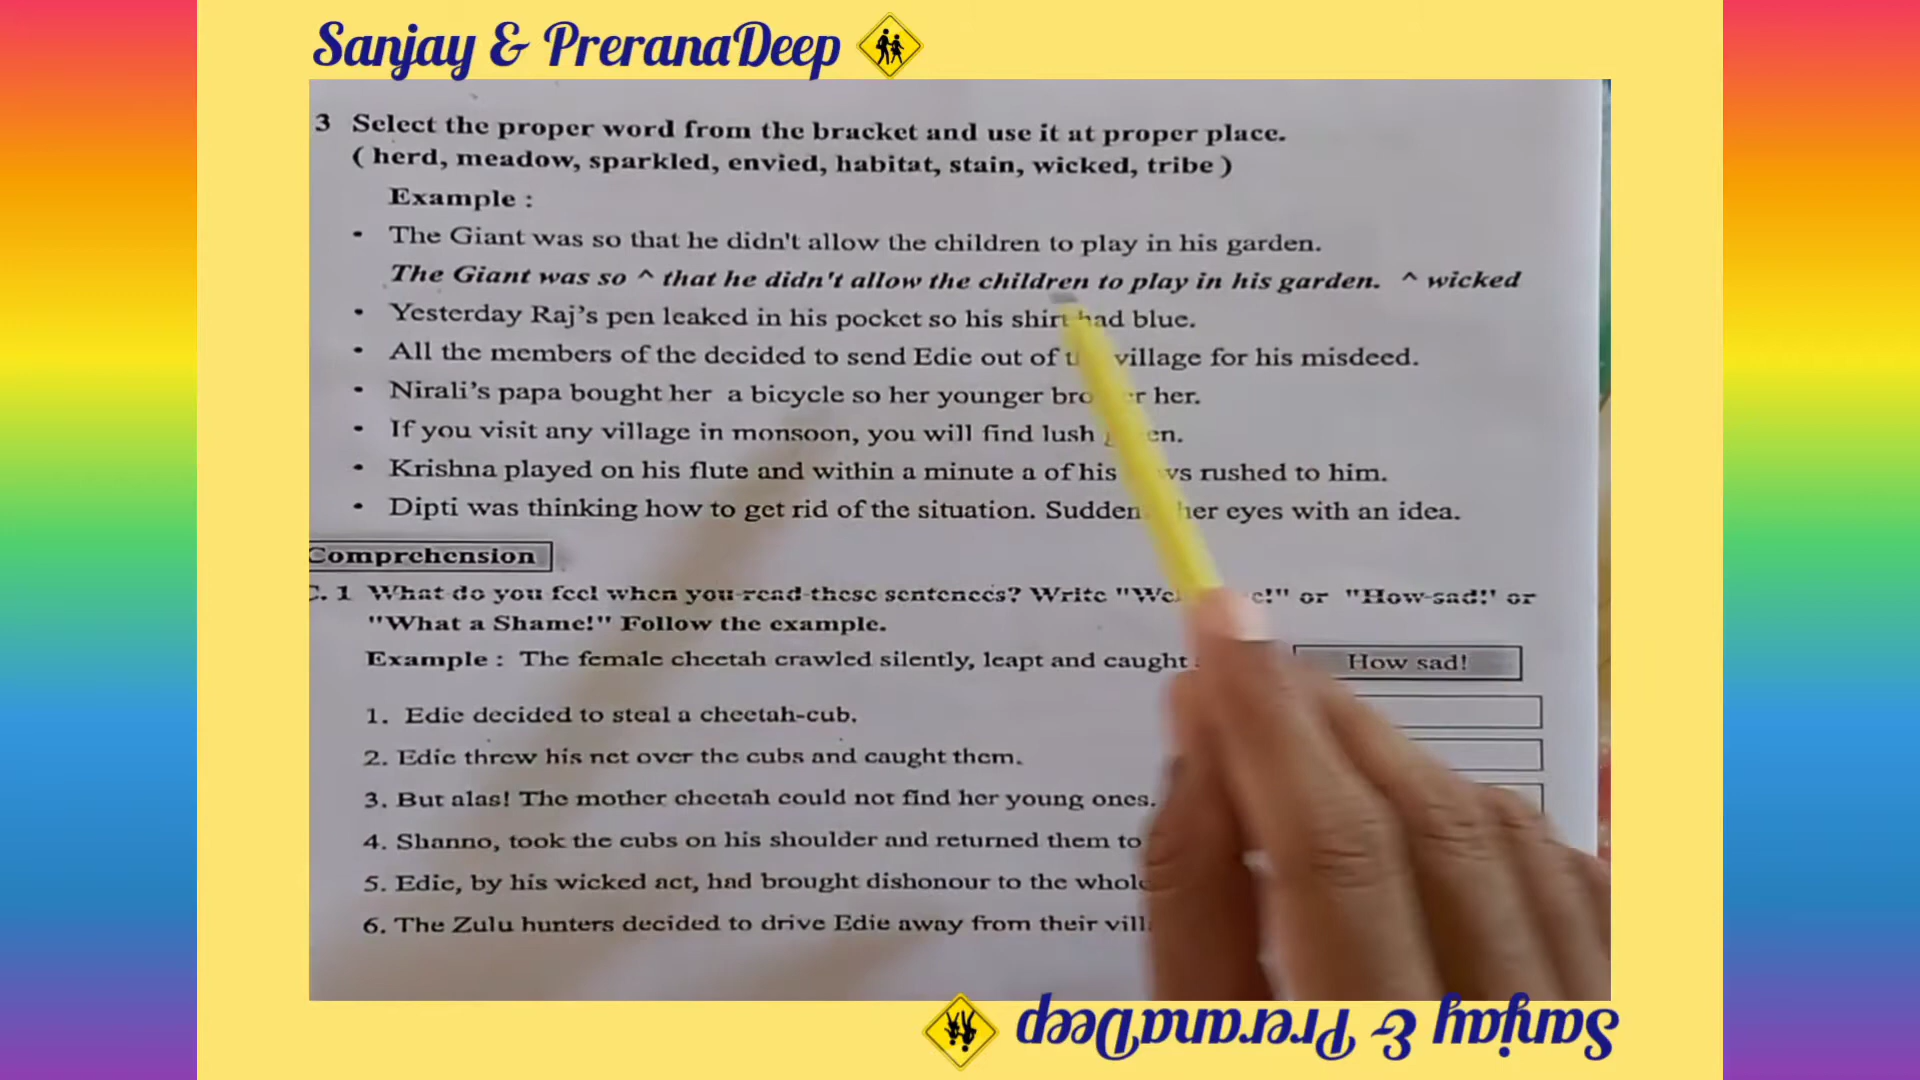 Sanjay & PreranaDeep
3 Select the proper word from the bracket and use it at proper place.
( herd, meadow, sparkled, envied, habitat, stain, wicked, tribe )
Example :
• The Giant was so that he didn't allow the children to play in his garden.
The Giant was so ^ that he didn't allow the children to play in his garden. ^ wicked
• Yesterday Raj's pen leaked in his pocket so his shirt had blue.
• All the members of the decided to send Edie out of village for his misdeed.
• Nirali's papa bought her a bicycle so her younger her.
• If you visit any village in monsoon, you will find lush
• Krishna played on his flute and within a minute a of his rushed to him.
• Dipti was thinking how to get rid of the situation. her eyes with an idea.
Comprehension
C. 1 What do you feel when you read these sentences? Write or "How sad!" or
"What a Shame!" Follow the example.
Example : The female cheetah crawled silently, leapt and caught
How sad!
1. Edie decided to steal a cheetah-cub.
2. Edie threw his net over the cubs and caught them.
3. But alas! The mother cheetah could not find her young ones.
4. Shanno, took the cubs on his shoulder and returned them to
5. Edie, by his wicked act, had brought dishonour to the
6. The Zulu hunters decided to drive Edie away from their
Sanjay & PreranaDeep